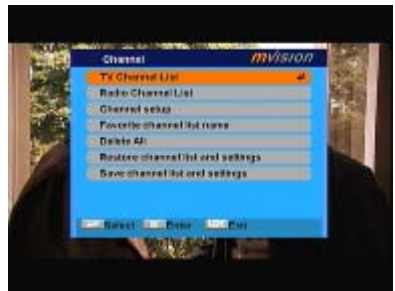 Channel
mvision
TV Channel List
Radio Channel List
Channel setup
Favorite channel list name
Delete All
Restore channel list and settings
Save channel list and settings
Select Enter Exit